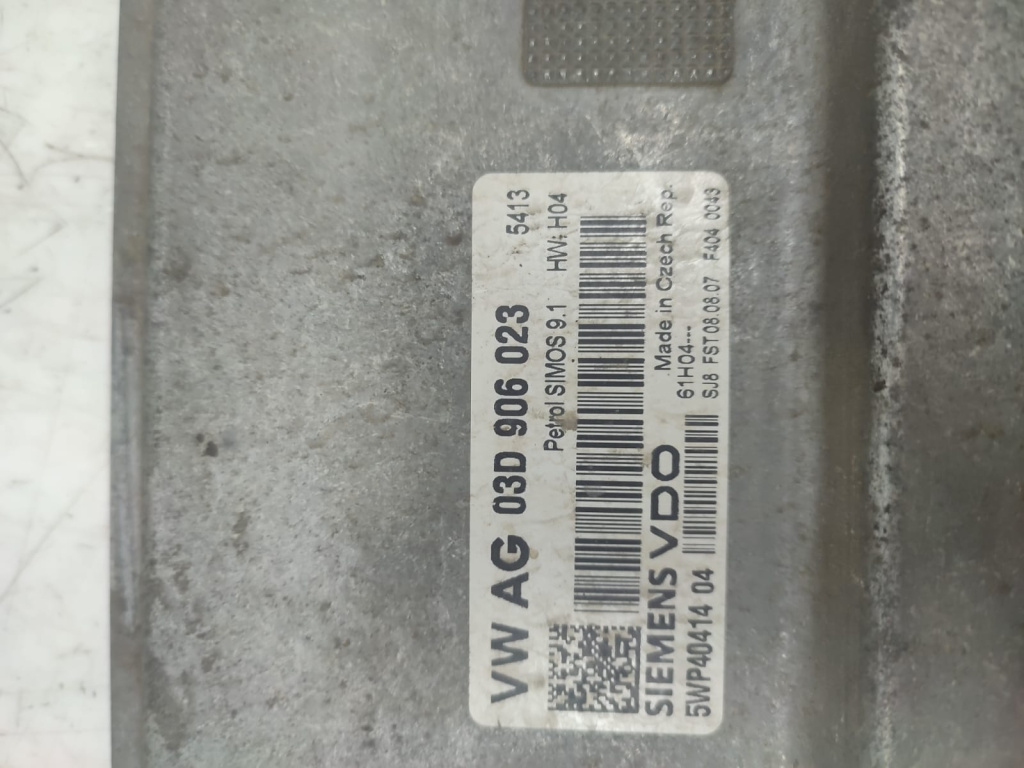 VW AG 03D 906 023 5413
Petrol SIMOS 9.1 HW: H04
SIEMENS VDO Made in Czech Rep.
61H04---
5WP40414 04 SJ8 FST 08.08.07 F404 0043